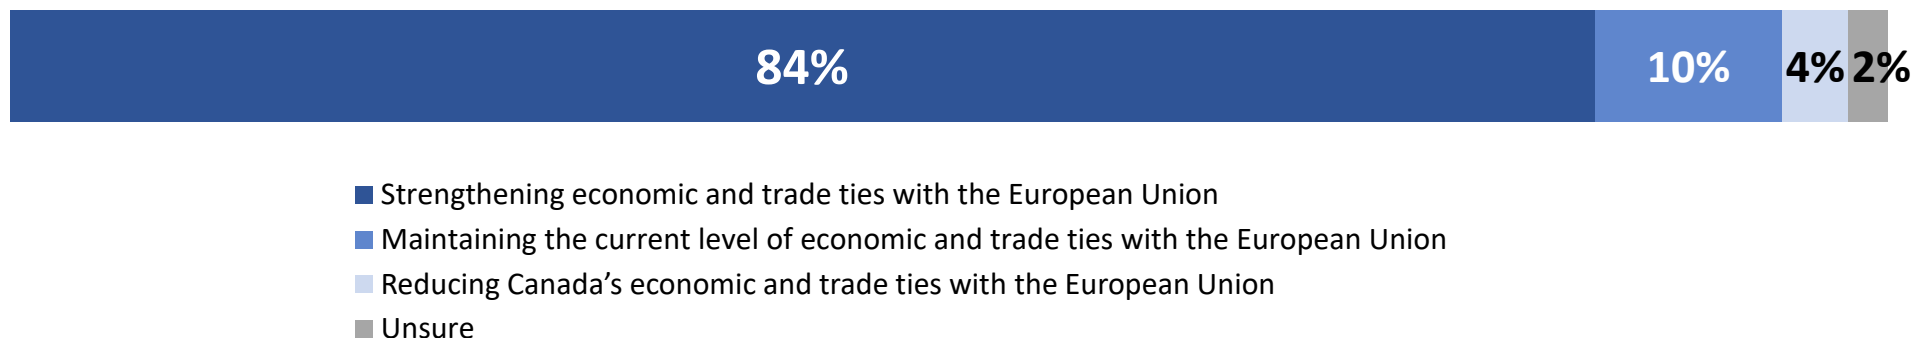 84% 10% 4% 2%
Strengthening economic and trade ties with the European Union
Maintaining the current level of economic and trade ties with the European Union
Reducing Canada’s economic and trade ties with the European Union
Unsure